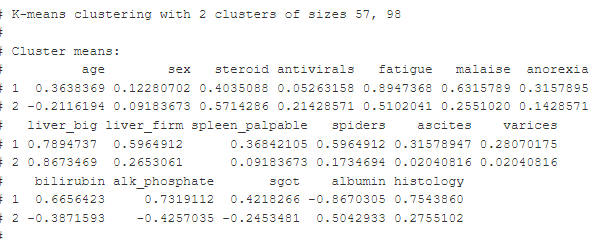 # K-means clustering with 2 clusters of sizes 57, 98
#
# Cluster means:
# age sex steroid antivirals fatigue malaise anorexia
# 1 0.3638369 0.12280702 0.4035088 0.05263158 0.8947368 0.6315789 0.3157895
# 2 -0.2116194 0.09183673 0.5714286 0.21428571 0.5102041 0.2551020 0.1428571
# liver_big liver_firm spleen_palpable spiders ascites varices
# 1 0.7894737 0.5964912 0.36842105 0.5964912 0.31578947 0.28070175
# 2 0.8673469 0.2653061 0.09183673 0.1734694 0.02040816 0.02040816
# bilirubin alk_phosphate sgot albumin histology
# 1 0.6656423 0.7319112 0.4218266 -0.8670305 0.7543860
# 2 -0.3871593 -0.4257035 -0.2453481 0.5042933 0.2755102
#